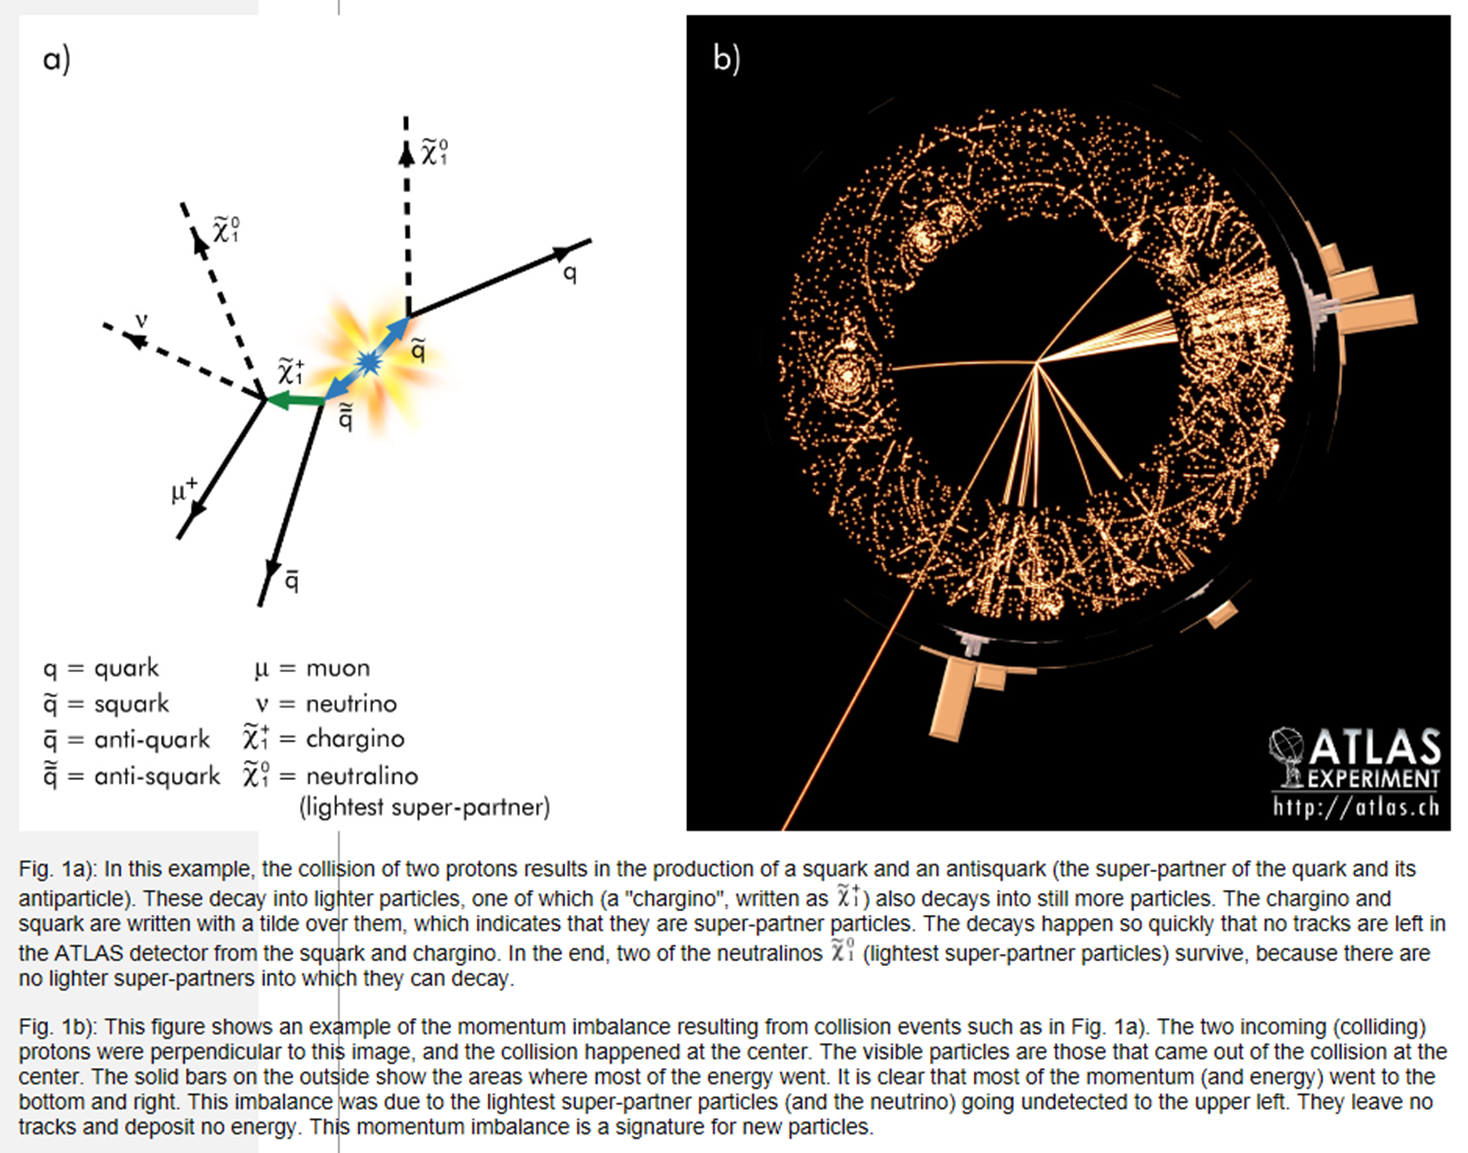 a)
b)
χ̃⁰₁
χ̃⁰₁
q
ν
q̃
χ̃⁺₁
q̃̄
μ⁺
q̄
q = quark μ = muon
q̃ = squark ν = neutrino
q̄ = anti-quark χ̃⁺₁ = chargino
q̃̄ = anti-squark χ̃⁰₁ = neutralino
(lightest super-partner)
ATLAS
EXPERIMENT
http://atlas.ch
Fig. 1a): In this example, the collision of two protons results in the production of a squark and an antisquark (the super-partner of the quark and its
antiparticle). These decay into lighter particles, one of which (a "chargino", written as χ̃⁺₁) also decays into still more particles. The chargino and
squark are written with a tilde over them, which indicates that they are super-partner particles. The decays happen so quickly that no tracks are left in
the ATLAS detector from the squark and chargino. In the end, two of the neutralinos χ̃⁰₁ (lightest super-partner particles) survive, because there are
no lighter super-partners into which they can decay.
Fig. 1b): This figure shows an example of the momentum imbalance resulting from collision events such as in Fig. 1a). The two incoming (colliding)
protons were perpendicular to this image, and the collision happened at the center. The visible particles are those that came out of the collision at the
center. The solid bars on the outside show the areas where most of the energy went. It is clear that most of the momentum (and energy) went to the
bottom and right. This imbalance was due to the lightest super-partner particles (and the neutrino) going undetected to the upper left. They leave no
tracks and deposit no energy. This momentum imbalance is a signature for new particles.